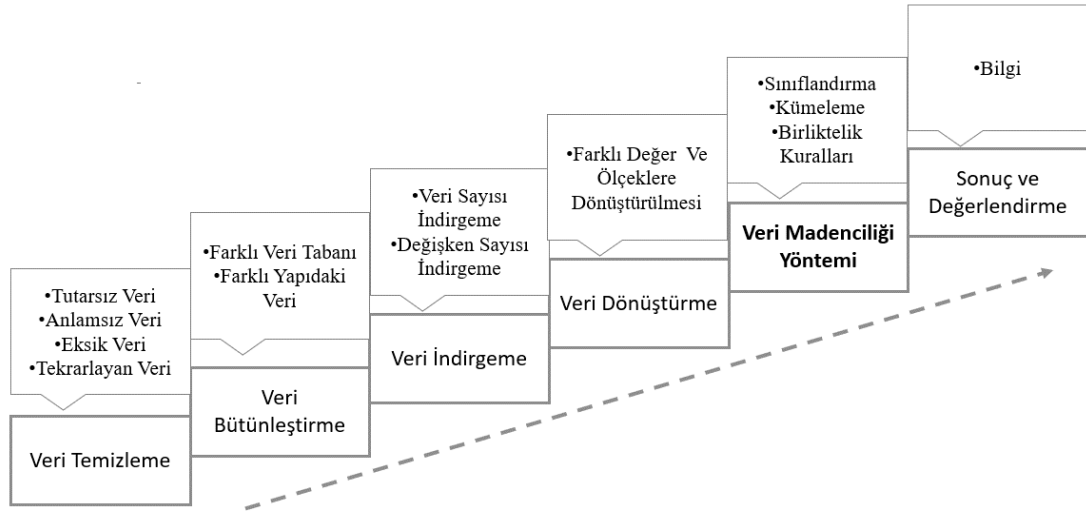 •Tutarsız Veri
•Anlamsız Veri
•Eksik Veri
•Tekrarlayan Veri
Veri Temizleme
•Farklı Veri Tabanı
•Farklı Yapıdaki
Veri
Veri
Bütünleştirme
•Veri Sayısı
İndirgeme
•Değişken Sayısı
İndirgeme
Veri İndirgeme
•Farklı Değer Ve
Ölçeklere
Dönüştürülmesi
Veri Dönüştürme
•Sınıflandırma
•Kümeleme
•Birliktelik
Kuralları
Veri Madenciliği
Yöntemi
•Bilgi
Sonuç ve
Değerlendirme